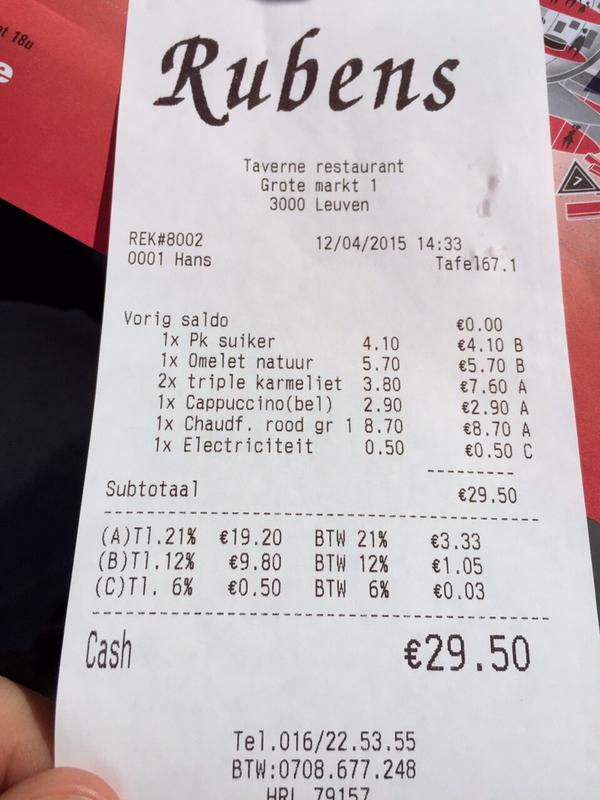 t 18u
e
7
Rubens
Taverne restaurant
Grote markt 1
3000 Leuven
REK#8002 12/04/2015 14:33
0001 Hans Tafel67.1
Vorig saldo €0.00
1x Pk suiker 4.10 €4.10 B
1x Omelet natuur 5.70 €5.70 B
2x triple karmeliet 3.80 €7.60 A
1x Cappuccino(bel) 2.90 €2.90 A
1x Chaudf. rood gr 1 8.70 €8.70 A
1x Electriciteit 0.50 €0.50 C
Subtotaal €29.50
(A)Tl.21% €19.20 BTW 21% €3.33
(B)Tl.12% €9.80 BTW 12% €1.05
(C)Tl. 6% €0.50 BTW 6% €0.03
Cash €29.50
Tel.016/22.53.55
BTW:0708.677.248
HRL 79157